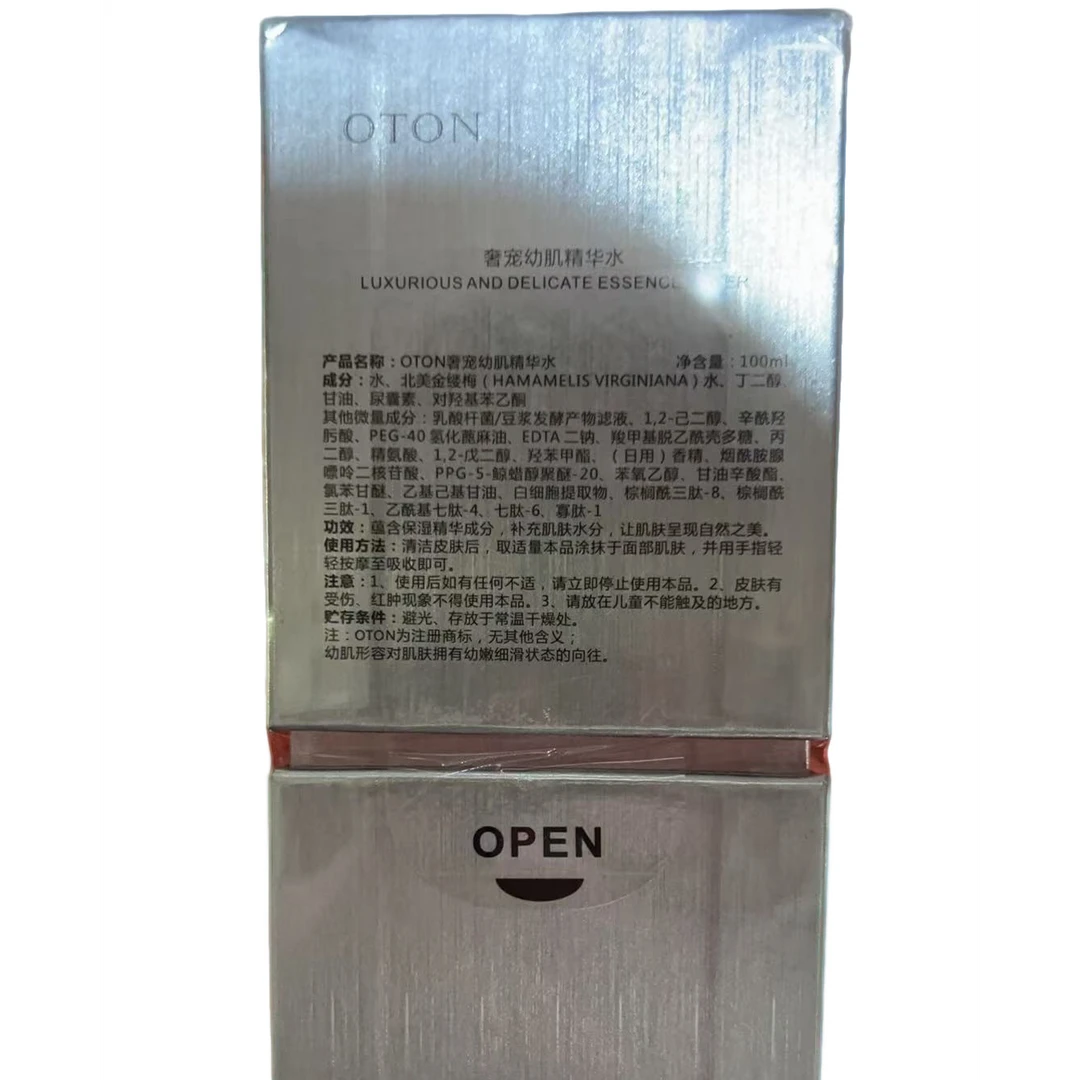 OTON
奢宠幼肌精华水
LUXURIOUS AND DELICATE ESSENCE
产品名称：OTON奢宠幼肌精华水 净含量：100ml
成分：水、北美金缕梅（HAMAMELIS VIRGINIANA）水、丁二醇、
甘油、尿囊素、对羟基苯乙酮
其他微量成分：乳酸杆菌/豆浆发酵产物滤液、1,2-己二醇、辛酰羟
肟酸、PEG-40氢化蓖麻油、EDTA二钠、羧甲基脱乙酰壳多糖、丙
二醇、精氨酸、1,2-戊二醇、羟苯甲酯、（日用）香精、烟酰胺腺
嘌呤二核苷酸、PPG-5-鲸蜡醇聚醚-20、苯氧乙醇、甘油辛酸酯、
氯苯甘醚、乙基己基甘油、白细胞提取物、棕榈酰三肽-8、棕榈酰
三肽-1、乙酰基七肽-4、七肽-6、寡肽-1
功效：蕴含保湿精华成分，补充肌肤水分，让肌肤呈现自然之美。
使用方法：清洁皮肤后，取适量本品涂抹于面部肌肤，并用手指轻
轻按摩至吸收即可。
注意：1、使用后如有任何不适，请立即停止使用本品。2、皮肤有
受伤、红肿现象不得使用本品。3、请放在儿童不能触及的地方。
贮存条件：避光、存放于常温干燥处。
注：OTON为注册商标，无其他含义；
幼肌形容对肌肤拥有幼嫩细滑状态的向往。
OPEN